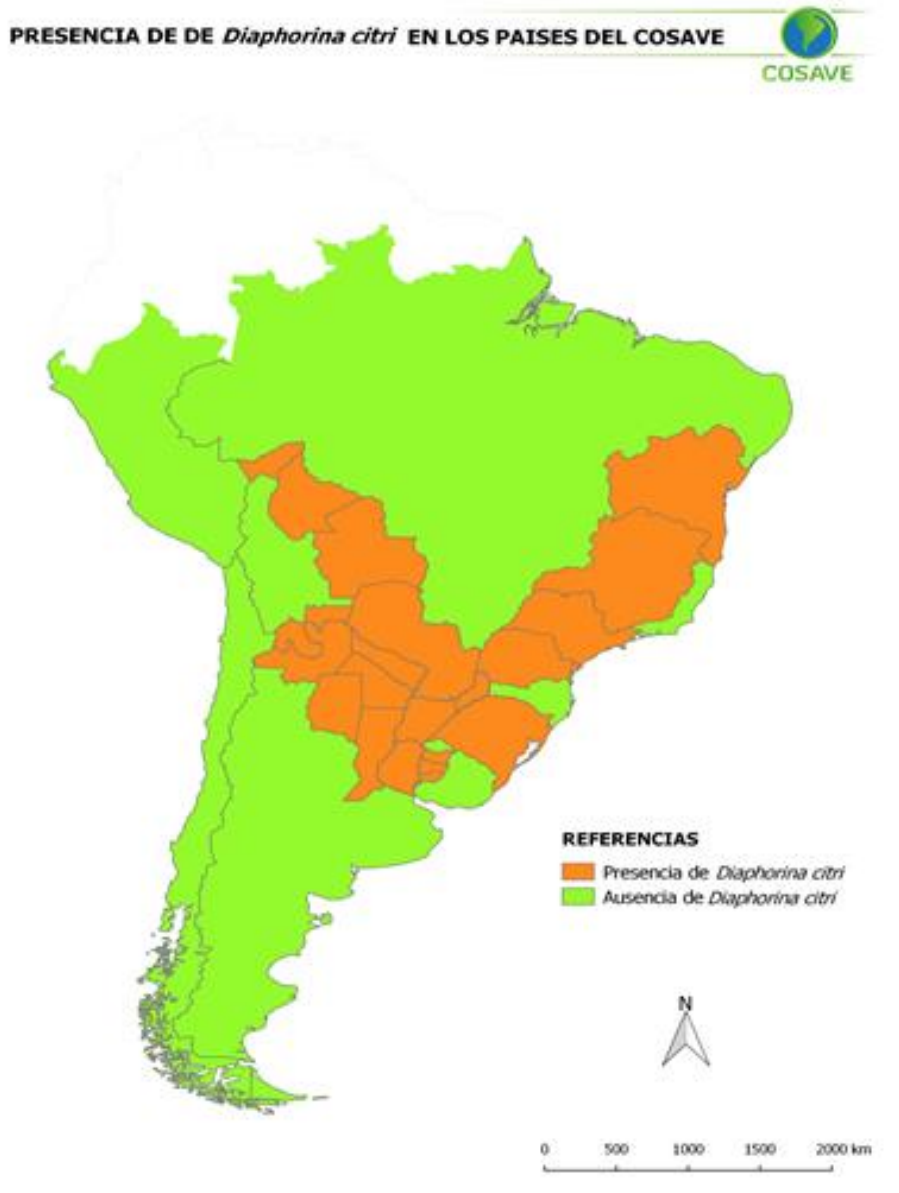 PRESENCIA DE DE Diaphorina citri EN LOS PAISES DEL COSAVE
COSAVE
REFERENCIAS
Presencia de Diaphorina citri
Ausencia de Diaphorina citri
N
0 500 1000 1500 2000 km